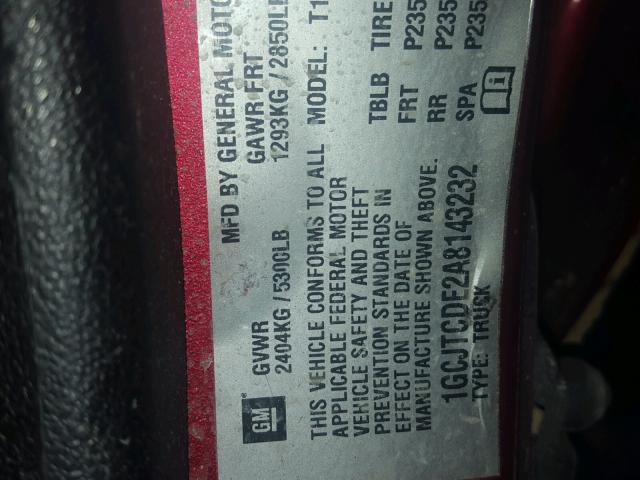 MFD BY GENERAL MOTO
GVWR GAWR FRT
2404KG / 5300LB 1293KG / 2850LB
THIS VEHICLE CONFORMS TO ALL MODEL: T1
APPLICABLE FEDERAL MOTOR
VEHICLE SAFETY AND THEFT
PREVENTION STANDARDS IN
EFFECT ON THE DATE OF
MANUFACTURE SHOWN ABOVE.
TBLB TIRE
FRT P235
RR P235
SPA P235
1GCJTCDE2A8143232
TYPE: TRUCK
GM